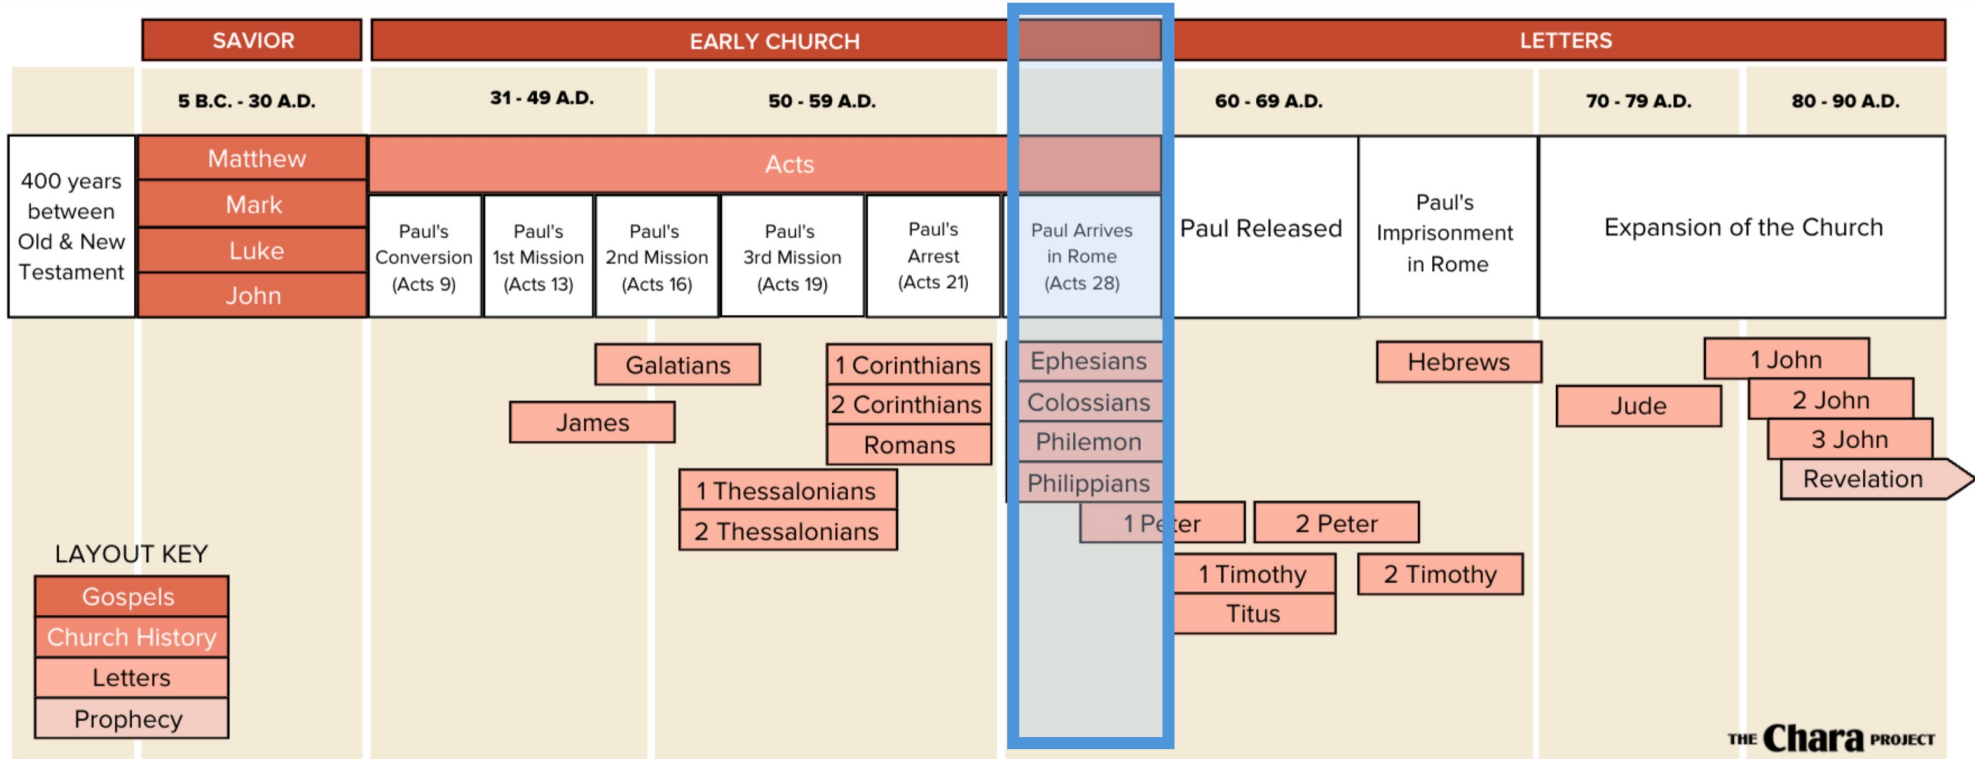 SAVIOR
EARLY CHURCH
LETTERS
5 B.C. - 30 A.D.
31 - 49 A.D.
50 - 59 A.D.
60 - 69 A.D.
70 - 79 A.D.
80 - 90 A.D.
400 years
between
Old & New
Testament
Matthew
Mark
Luke
John
Acts
Paul's
Conversion
(Acts 9)
Paul's
1st Mission
(Acts 13)
Paul's
2nd Mission
(Acts 16)
Paul's
3rd Mission
(Acts 19)
Paul's
Arrest
(Acts 21)
Paul Arrives
in Rome
(Acts 28)
Paul Released
Paul's
Imprisonment
in Rome
Expansion of the Church
Galatians
James
1 Thessalonians
2 Thessalonians
1 Corinthians
2 Corinthians
Romans
Ephesians
Colossians
Philemon
Philippians
1 Peter
2 Peter
1 Timothy
Titus
2 Timothy
Hebrews
Jude
1 John
2 John
3 John
Revelation
LAYOUT KEY
Gospels
Church History
Letters
Prophecy
THE Chara PROJECT